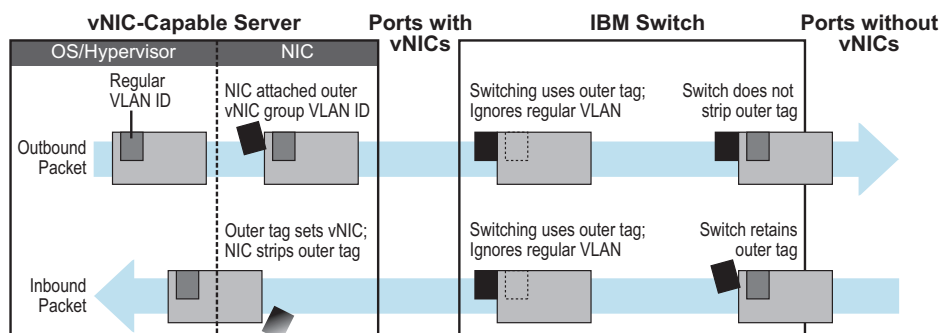 vNIC-Capable Server
Ports with
vNICs
IBM Switch
Ports without
vNICs
OS/Hypervisor
NIC
Regular
VLAN ID
NIC attached outer
vNIC group VLAN ID
Switching uses outer tag;
Ignores regular VLAN
Switch does not
strip outer tag
Outbound
Packet
Outer tag sets vNIC;
NIC strips outer tag
Switching uses outer tag;
Ignores regular VLAN
Switch retains
outer tag
Inbound
Packet